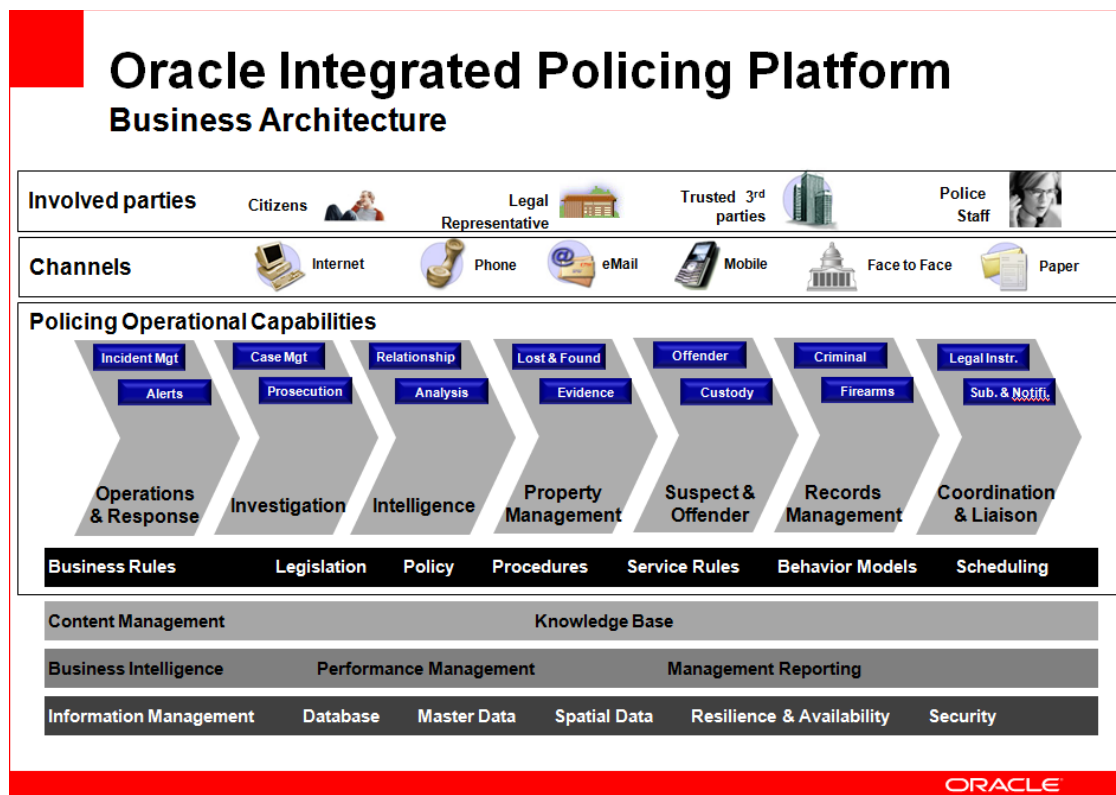 Oracle Integrated Policing Platform
Business Architecture
Involved parties
Citizens
Legal
Representative
Trusted 3rd
parties
Police
Staff
Channels
Internet
Phone
eMail
Mobile
Face to Face
Paper
Policing Operational Capabilities
Incident Mgt
Alerts
Operations
& Response
Case Mgt
Prosecution
Investigation
Relationship
Analysis
Intelligence
Lost & Found
Evidence
Property
Management
Offender
Custody
Suspect &
Offender
Criminal
Firearms
Records
Management
Legal Instr.
Sub. & Notifi.
Coordination
& Liaison
Business Rules Legislation Policy Procedures Service Rules Behavior Models Scheduling
Content Management Knowledge Base
Business Intelligence Performance Management Management Reporting
Information Management Database Master Data Spatial Data Resilience & Availability Security
ORACLE